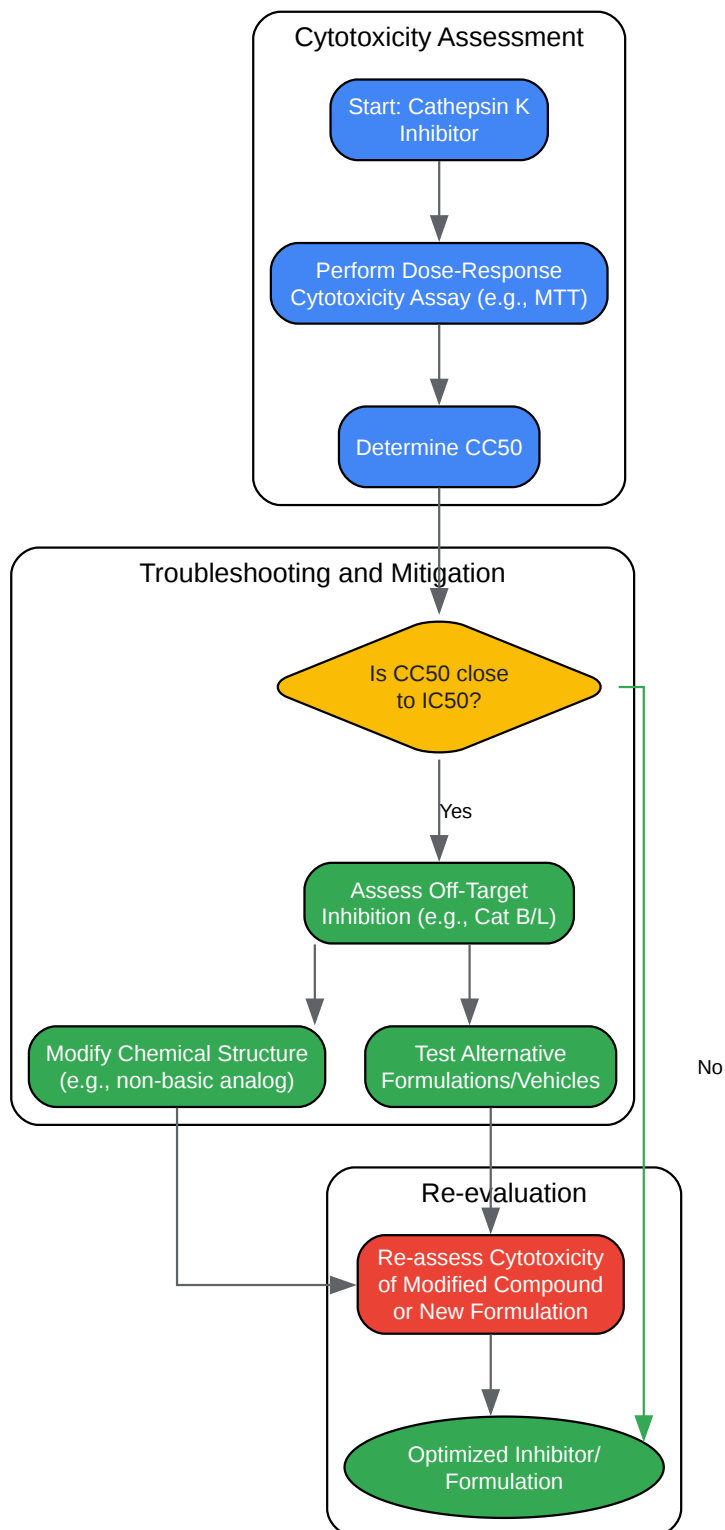 Cytotoxicity Assessment
Start: Cathepsin K
Inhibitor
Perform Dose-Response
Cytotoxicity Assay (e.g., MTT)
Determine CC50
Troubleshooting and Mitigation
Is CC50 close
to IC50?
Yes
Assess Off-Target
Inhibition (e.g., Cat B/L)
Modify Chemical Structure
(e.g., non-basic analog)
Test Alternative
Formulations/Vehicles
No
Re-evaluation
Re-assess Cytotoxicity
of Modified Compound
or New Formulation
Optimized Inhibitor/
Formulation